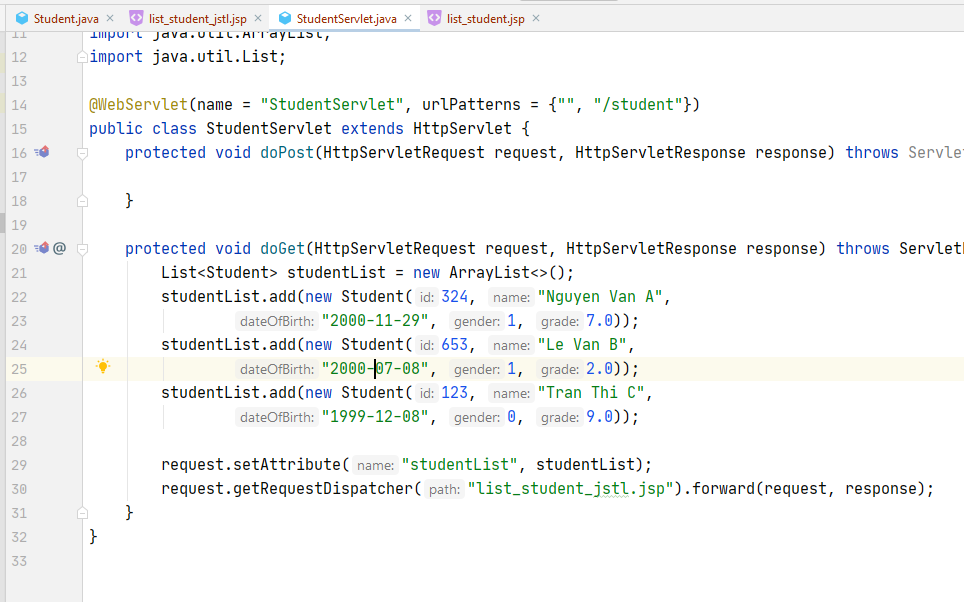 Student.java × list_student_jstl.jsp × StudentServlet.java × list_student.jsp ×
11 import java.util.ArrayList;
12 import java.util.List;
13
14 @WebServlet(name = "StudentServlet", urlPatterns = {"", "/student"})
15 public class StudentServlet extends HttpServlet {
16 protected void doPost(HttpServletRequest request, HttpServletResponse response) throws Servle
17
18 }
19
20 @ protected void doGet(HttpServletRequest request, HttpServletResponse response) throws Servlet
21 List<Student> studentList = new ArrayList<>();
22 studentList.add(new Student( id: 324, name: "Nguyen Van A",
23 dateOfBirth: "2000-11-29", gender: 1, grade: 7.0));
24 studentList.add(new Student( id: 653, name: "Le Van B",
25 dateOfBirth: "2000-07-08", gender: 1, grade: 2.0));
26 studentList.add(new Student( id: 123, name: "Tran Thi C",
27 dateOfBirth: "1999-12-08", gender: 0, grade: 9.0));
28
29 request.setAttribute( name: "studentList", studentList);
30 request.getRequestDispatcher( path: "list_student_jstl.jsp").forward(request, response);
31 }
32 }
33